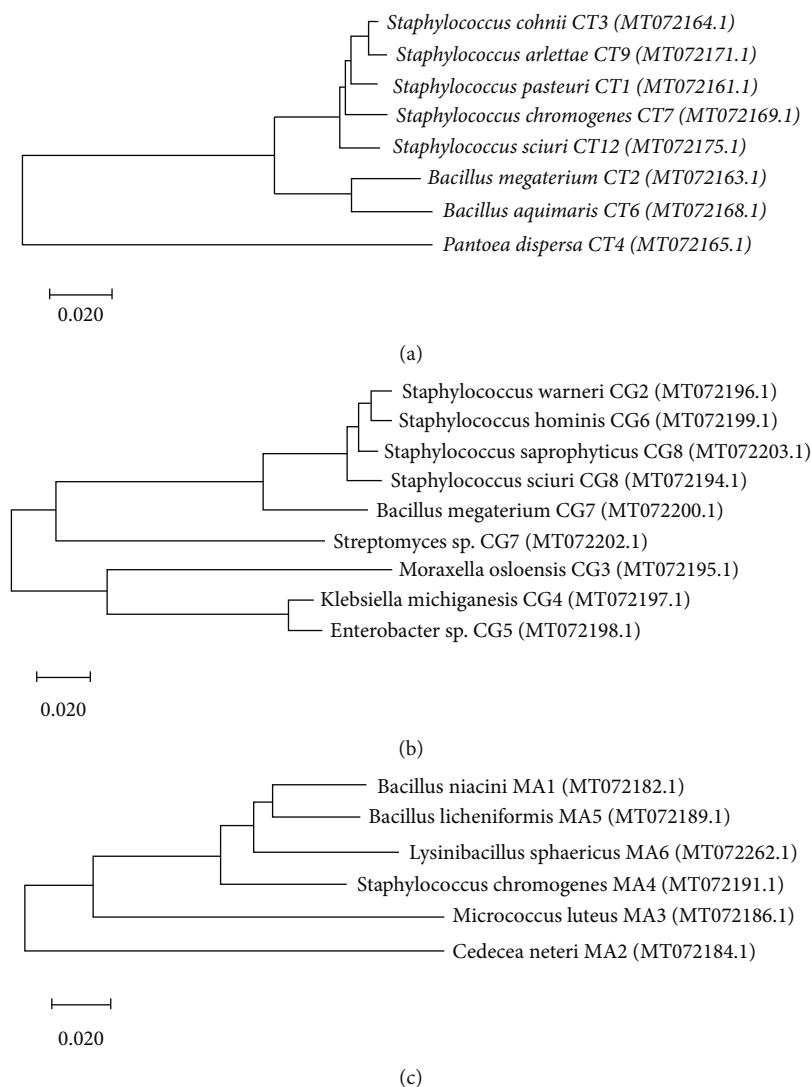 Staphylococcus cohnii CT3 (MT072164.1)
Staphylococcus arlettae CT9 (MT072171.1)
Staphylococcus pasteuri CT1 (MT072161.1)
Staphylococcus chromogenes CT7 (MT072169.1)
Staphylococcus sciuri CT12 (MT072175.1)
Bacillus megaterium CT2 (MT072163.1)
Bacillus aquimaris CT6 (MT072168.1)
Pantoea dispersa CT4 (MT072165.1)
0.020
(a)
Staphylococcus warneri CG2 (MT072196.1)
Staphylococcus hominis CG6 (MT072199.1)
Staphylococcus saprophyticus CG8 (MT072203.1)
Staphylococcus sciuri CG8 (MT072194.1)
Bacillus megaterium CG7 (MT072200.1)
Streptomyces sp. CG7 (MT072202.1)
Moraxella osloensis CG3 (MT072195.1)
Klebsiella michiganesis CG4 (MT072197.1)
Enterobacter sp. CG5 (MT072198.1)
0.020
(b)
Bacillus niacini MA1 (MT072182.1)
Bacillus licheniformis MA5 (MT072189.1)
Lysinibacillus sphaericus MA6 (MT072262.1)
Staphylococcus chromogenes MA4 (MT072191.1)
Micrococcus luteus MA3 (MT072186.1)
Cedecea neteri MA2 (MT072184.1)
0.020
(c)